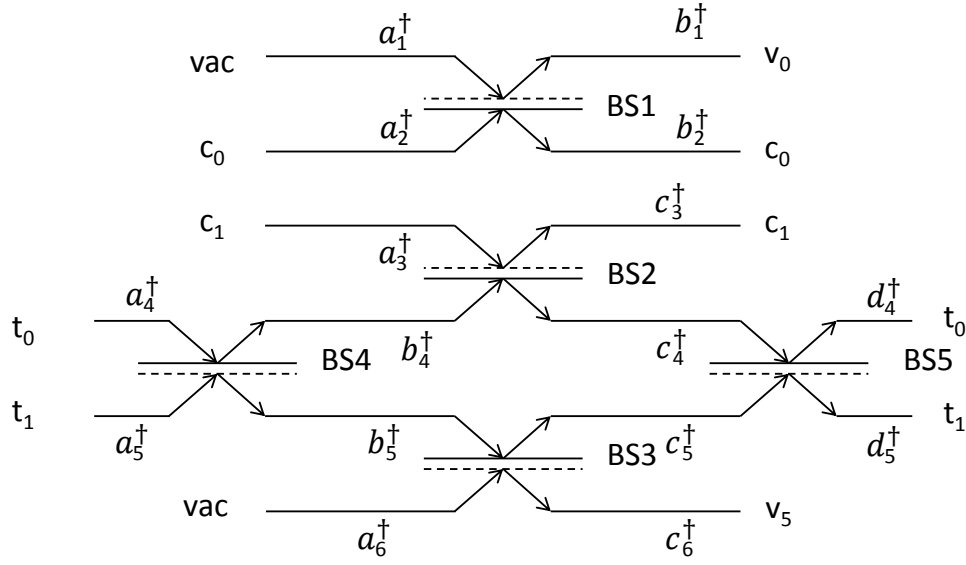 a₁† b₁†
vac v₀
BS1
a₂† b₂†
c₀ c₀
c₃†
c₁ c₁
a₃†
BS2
a₄† d₄†
t₀ t₀
b₄† c₄†
BS4 BS5
t₁ t₁
a₅† b₅† c₅† d₅†
BS3
vac v₅
a₆† c₆†